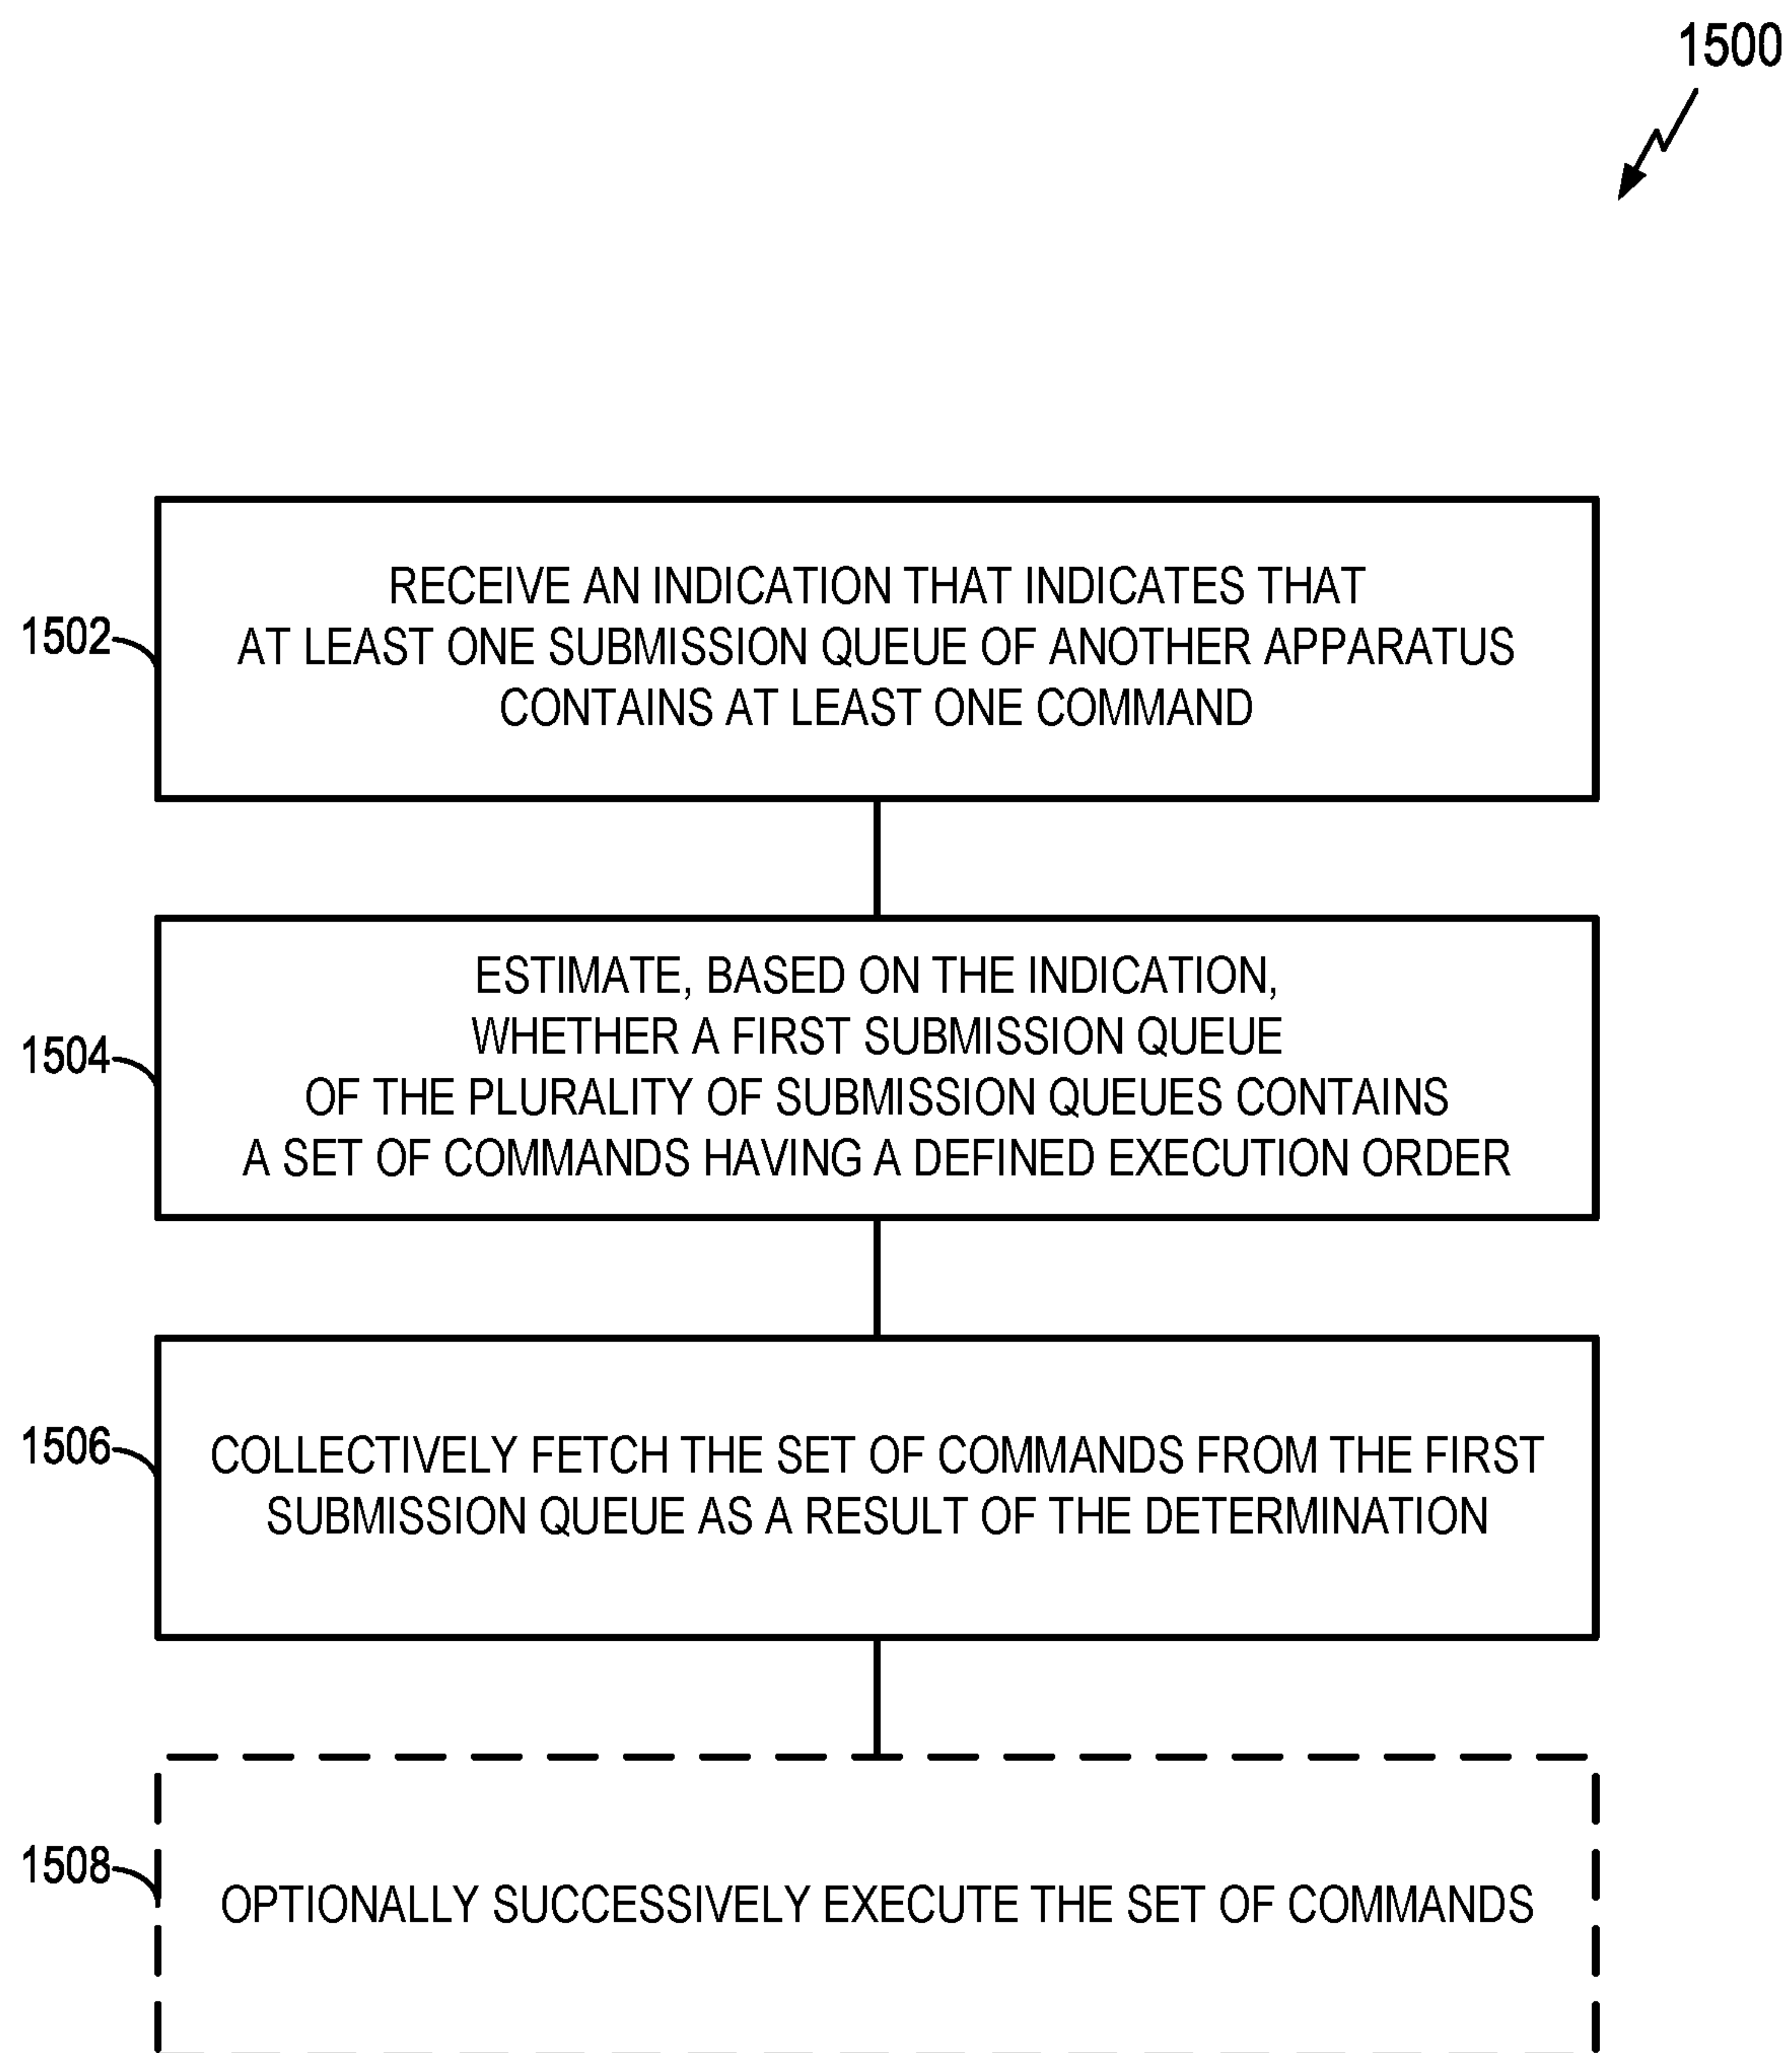 1500
1502
RECEIVE AN INDICATION THAT INDICATES THAT
AT LEAST ONE SUBMISSION QUEUE OF ANOTHER APPARATUS
CONTAINS AT LEAST ONE COMMAND
1504
ESTIMATE, BASED ON THE INDICATION,
WHETHER A FIRST SUBMISSION QUEUE
OF THE PLURALITY OF SUBMISSION QUEUES CONTAINS
A SET OF COMMANDS HAVING A DEFINED EXECUTION ORDER
1506
COLLECTIVELY FETCH THE SET OF COMMANDS FROM THE FIRST
SUBMISSION QUEUE AS A RESULT OF THE DETERMINATION
1508
OPTIONALLY SUCCESSIVELY EXECUTE THE SET OF COMMANDS